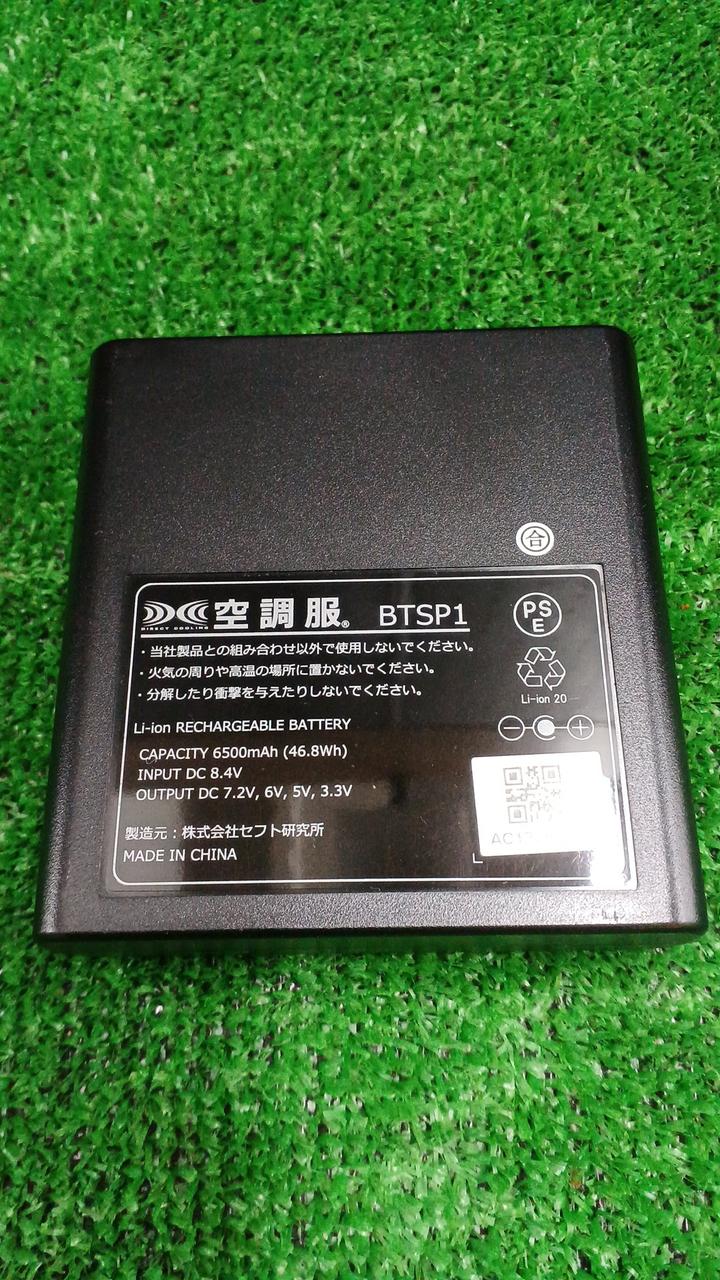 合
空調服® BTSP1
DIRECT COOLING
PS
E
・当社製品との組み合わせ以外で使用しないでください。
・火気の周りや高温の場所に置かないでください。
・分解したり衝撃を与えたりしないでください。
Li-ion 20
Li-ion RECHARGEABLE BATTERY
CAPACITY 6500mAh (46.8Wh)
INPUT DC 8.4V
OUTPUT DC 7.2V, 6V, 5V, 3.3V
製造元：株式会社セフト研究所
MADE IN CHINA